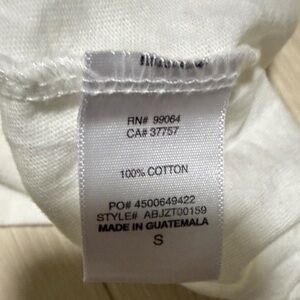 RN# 99064
CA# 37757
100% COTTON
PO# 4500649422
STYLE# ABJZT00159
MADE IN GUATEMALA
S